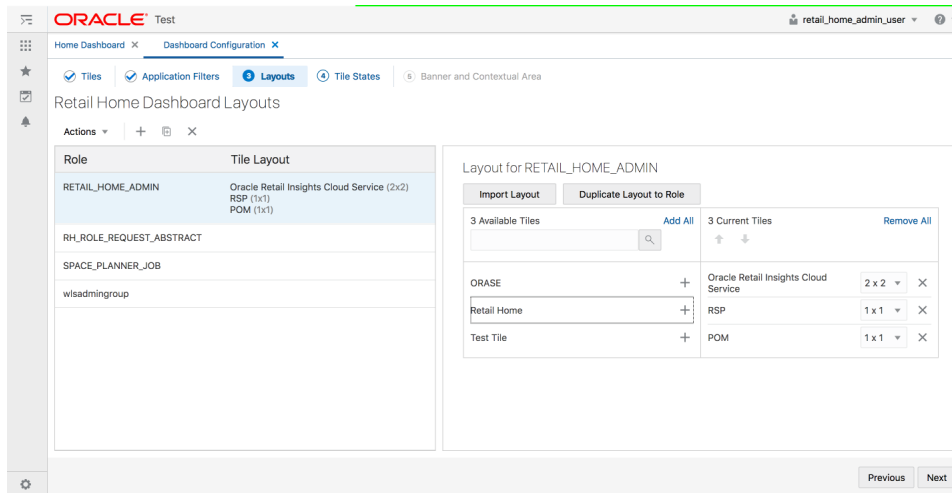 ORACLE® Test
retail_home_admin_user
Home Dashboard
Dashboard Configuration
Tiles
Application Filters
3 Layouts
4 Tile States
5 Banner and Contextual Area
Retail Home Dashboard Layouts
Actions
Role
Tile Layout
RETAIL_HOME_ADMIN
Oracle Retail Insights Cloud Service (2x2)
RSP (1x1)
POM (1x1)
RH_ROLE_REQUEST_ABSTRACT
SPACE_PLANNER_JOB
wlsadmingroup
Layout for RETAIL_HOME_ADMIN
Import Layout
Duplicate Layout to Role
3 Available Tiles
Add All
ORASE
Retail Home
Test Tile
3 Current Tiles
Remove All
Oracle Retail Insights Cloud
Service
2 x 2
RSP
1 x 1
POM
1 x 1
Previous
Next